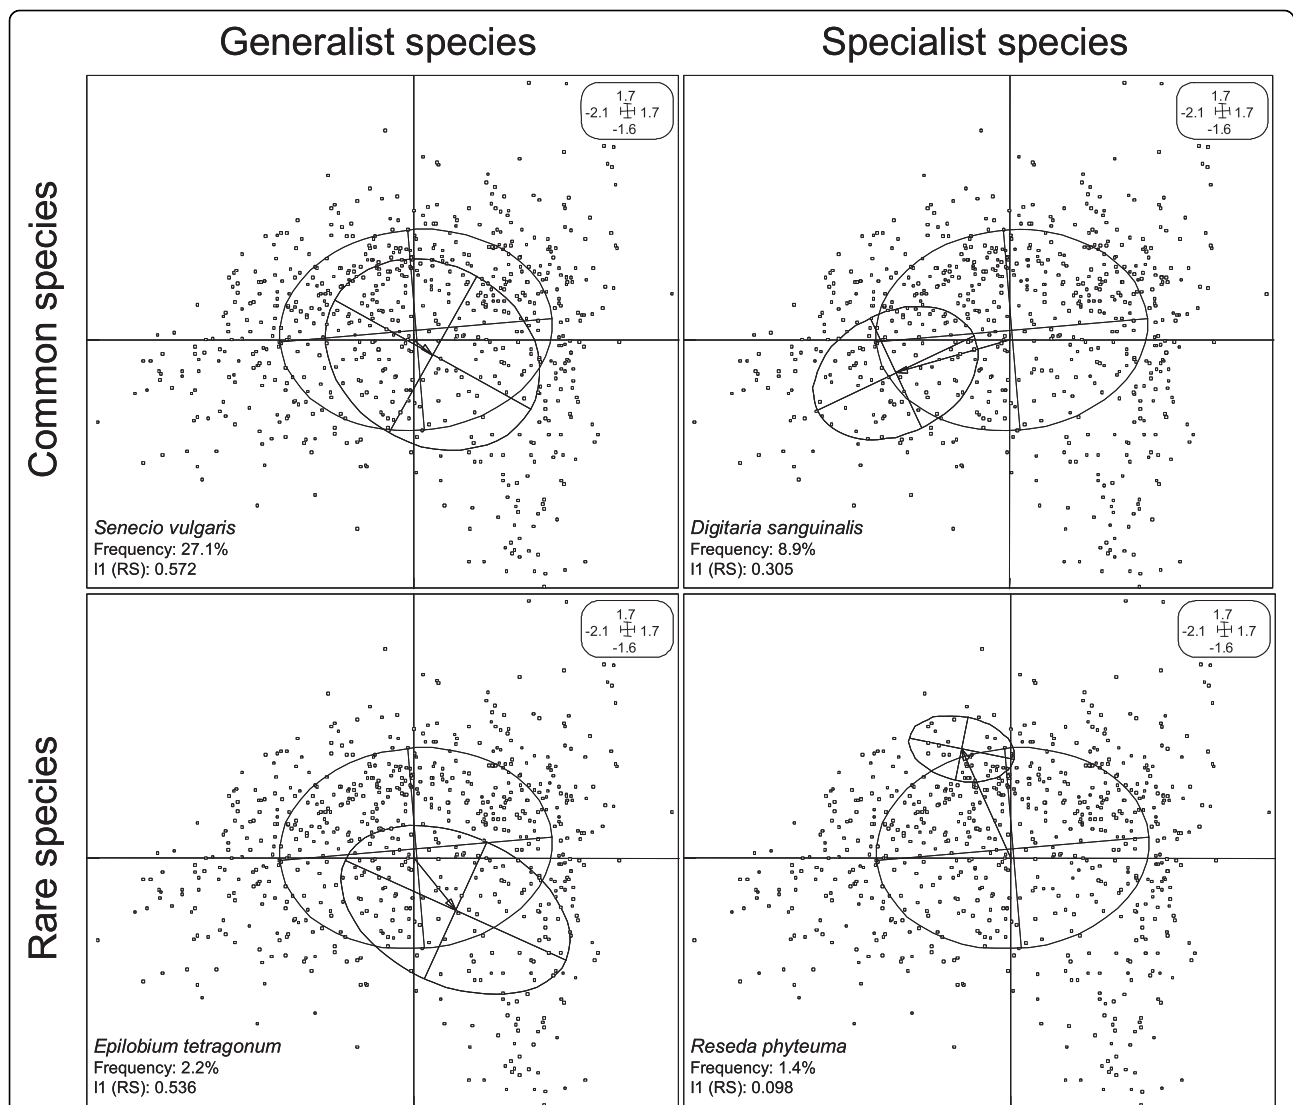 Generalist species
Specialist species
Common species
1.7
-2.1 1.7
-1.6
Senecio vulgaris
Frequency: 27.1%
I1 (RS): 0.572
1.7
-2.1 1.7
-1.6
Digitaria sanguinalis
Frequency: 8.9%
I1 (RS): 0.305
Rare species
1.7
-2.1 1.7
-1.6
Epilobium tetragonum
Frequency: 2.2%
I1 (RS): 0.536
1.7
-2.1 1.7
-1.6
Reseda phyteuma
Frequency: 1.4%
I1 (RS): 0.098